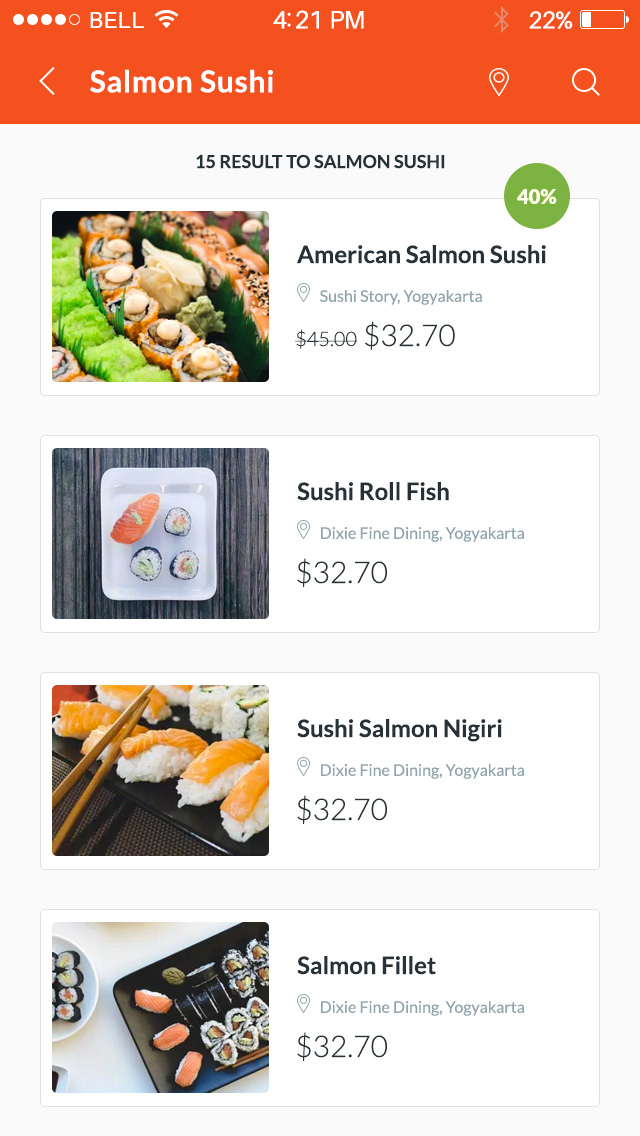 BELL 4:21 PM 22%
Salmon Sushi
15 RESULT TO SALMON SUSHI
40%
American Salmon Sushi
Sushi Story, Yogyakarta
$45.00 $32.70
Sushi Roll Fish
Dixie Fine Dining, Yogyakarta
$32.70
Sushi Salmon Nigiri
Dixie Fine Dining, Yogyakarta
$32.70
Salmon Fillet
Dixie Fine Dining, Yogyakarta
$32.70